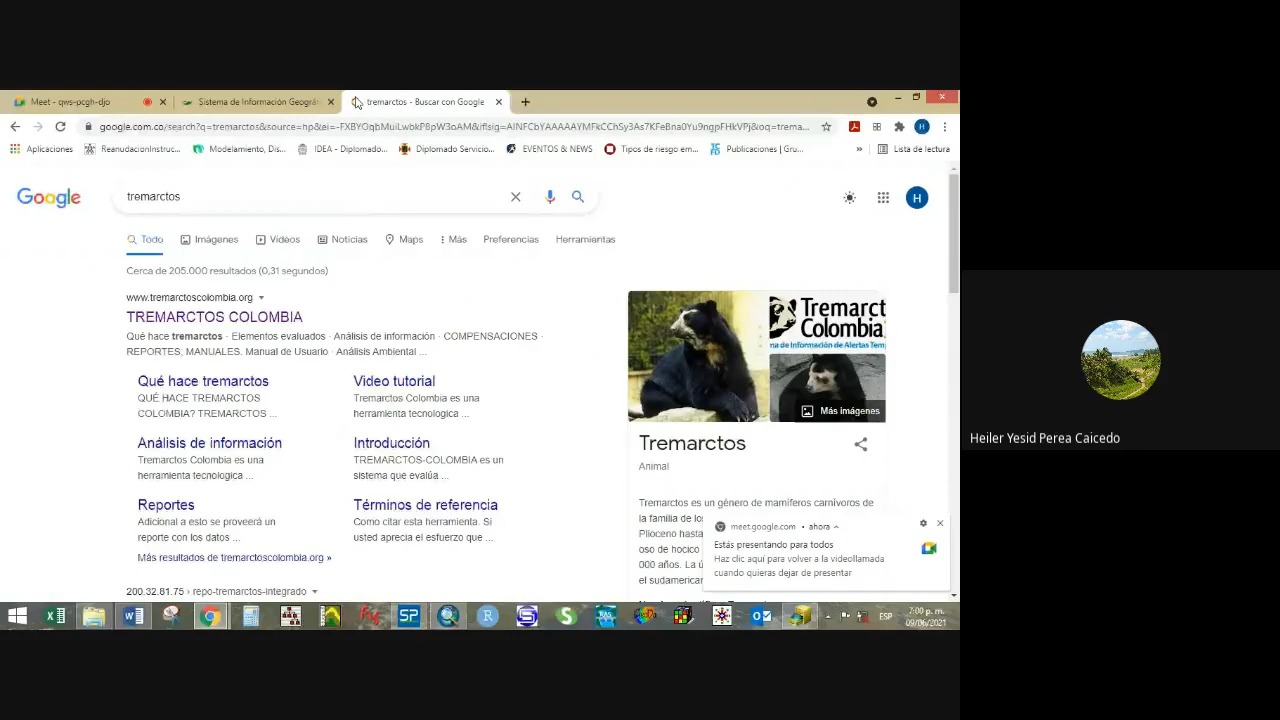 Meet - qws-pcgh-djo
Sistema de Información Geográ
tremarctos - Buscar con Google
google.com.co/search?q=tremarctos&source=hp&ei=
Aplicaciones
ReanudacionInstruc...
Modelamiento, Dis...
IDEA - Diplomado...
Diplomado Servicio...
EVENTOS & NEWS
Tipos de riesgo em...
Publicaciones | Gru...
»
Lista de lectura
Google
tremarctos
H
Todo
Imágenes
Videos
Noticias
Maps
Más
Preferencias
Herramientas
Cerca de 205.000 resultados (0,31 segundos)
www.tremarctoscolombia.org
TREMARCTOS COLOMBIA
Qué hace tremarctos · Elementos evaluados · Análisis de información · COMPENSACIONES ·
REPORTES; MANUALES. Manual de Usuario · Análisis Ambiental ...
Qué hace tremarctos
QUÉ HACE TREMARCTOS
COLOMBIA? TREMARCTOS ...
Video tutorial
Tremarctos Colombia es una
herramienta tecnologica ...
Análisis de información
Tremarctos Colombia es una
herramienta tecnologica ...
Introducción
TREMARCTOS-COLOMBIA es un
sistema que evalúa ...
Reportes
Adicional a esto se proveerá un
reporte con los datos ...
Términos de referencia
Como citar esta herramienta. Si
usted aprecia el esfuerzo que ...
Más resultados de tremarctoscolombia.org »
200.32.81.75 › repo-tremarctos-integrado
Tremarct
Colombia
ma de Información de Alertas Temp
Más imágenes
Tremarctos
Animal
Tremarctos es un género de mamíferos carnívoros de
la familia de lo
Plioceno hasta
oso de hocico
000 años. La ú
el sudamerican
meet.google.com • ahora
Estás presentando para todos
Haz clic aquí para volver a la videollamada
cuando quieras dejar de presentar
ESP
7:00 p. m.
09/06/2021
Heiler Yesid Perea Caicedo